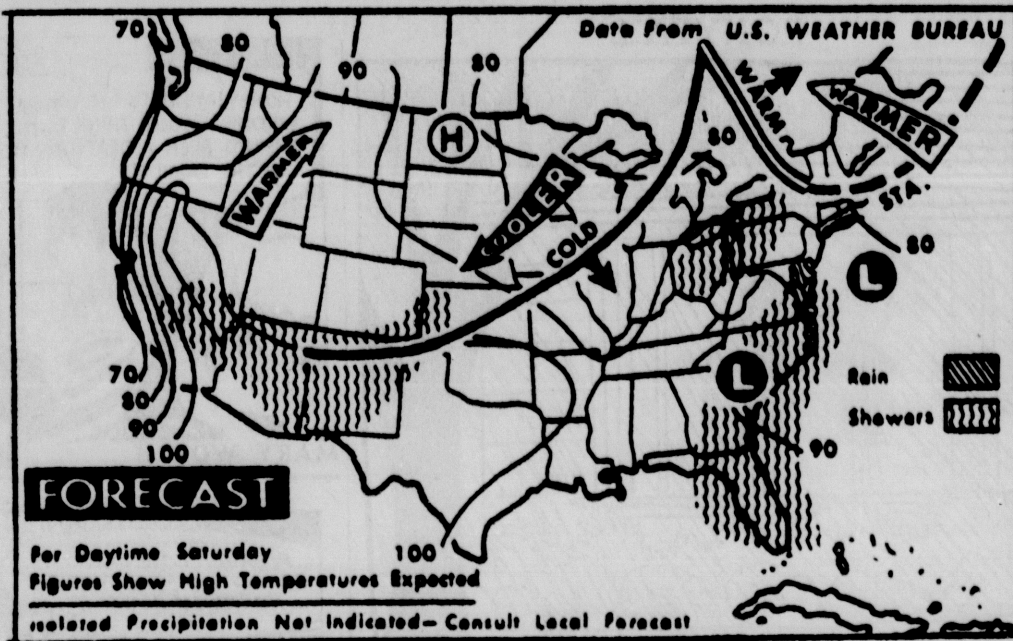 Data From U.S. WEATHER BUREAU
70
80
90
80
H
WARM
WARMER
WARMER
80
COOLER
COLD
STA.
80
L
L
Rain
Showers
70
80
90
100
90
100
FORECAST
For Daytime Saturday
Figures Show High Temperatures Expected
Isolated Precipitation Not Indicated—Consult Local Forecast